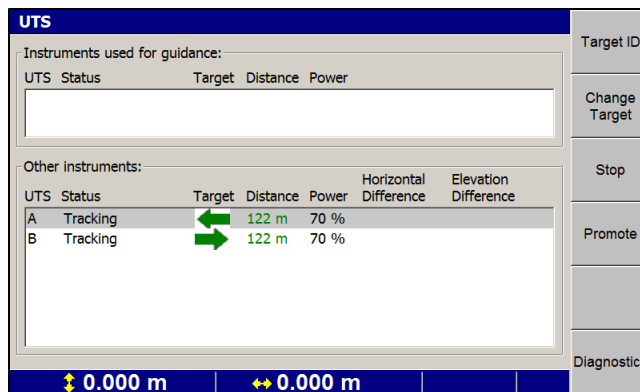 UTS
Target ID
Instruments used for guidance:
UTS Status Target Distance Power
Change
Target
Other instruments:
Stop
UTS Status Target Distance Power Horizontal Difference Elevation Difference
A Tracking 122 m 70 %
B Tracking 122 m 70 %
Promote
Diagnostic
0.000 m 0.000 m